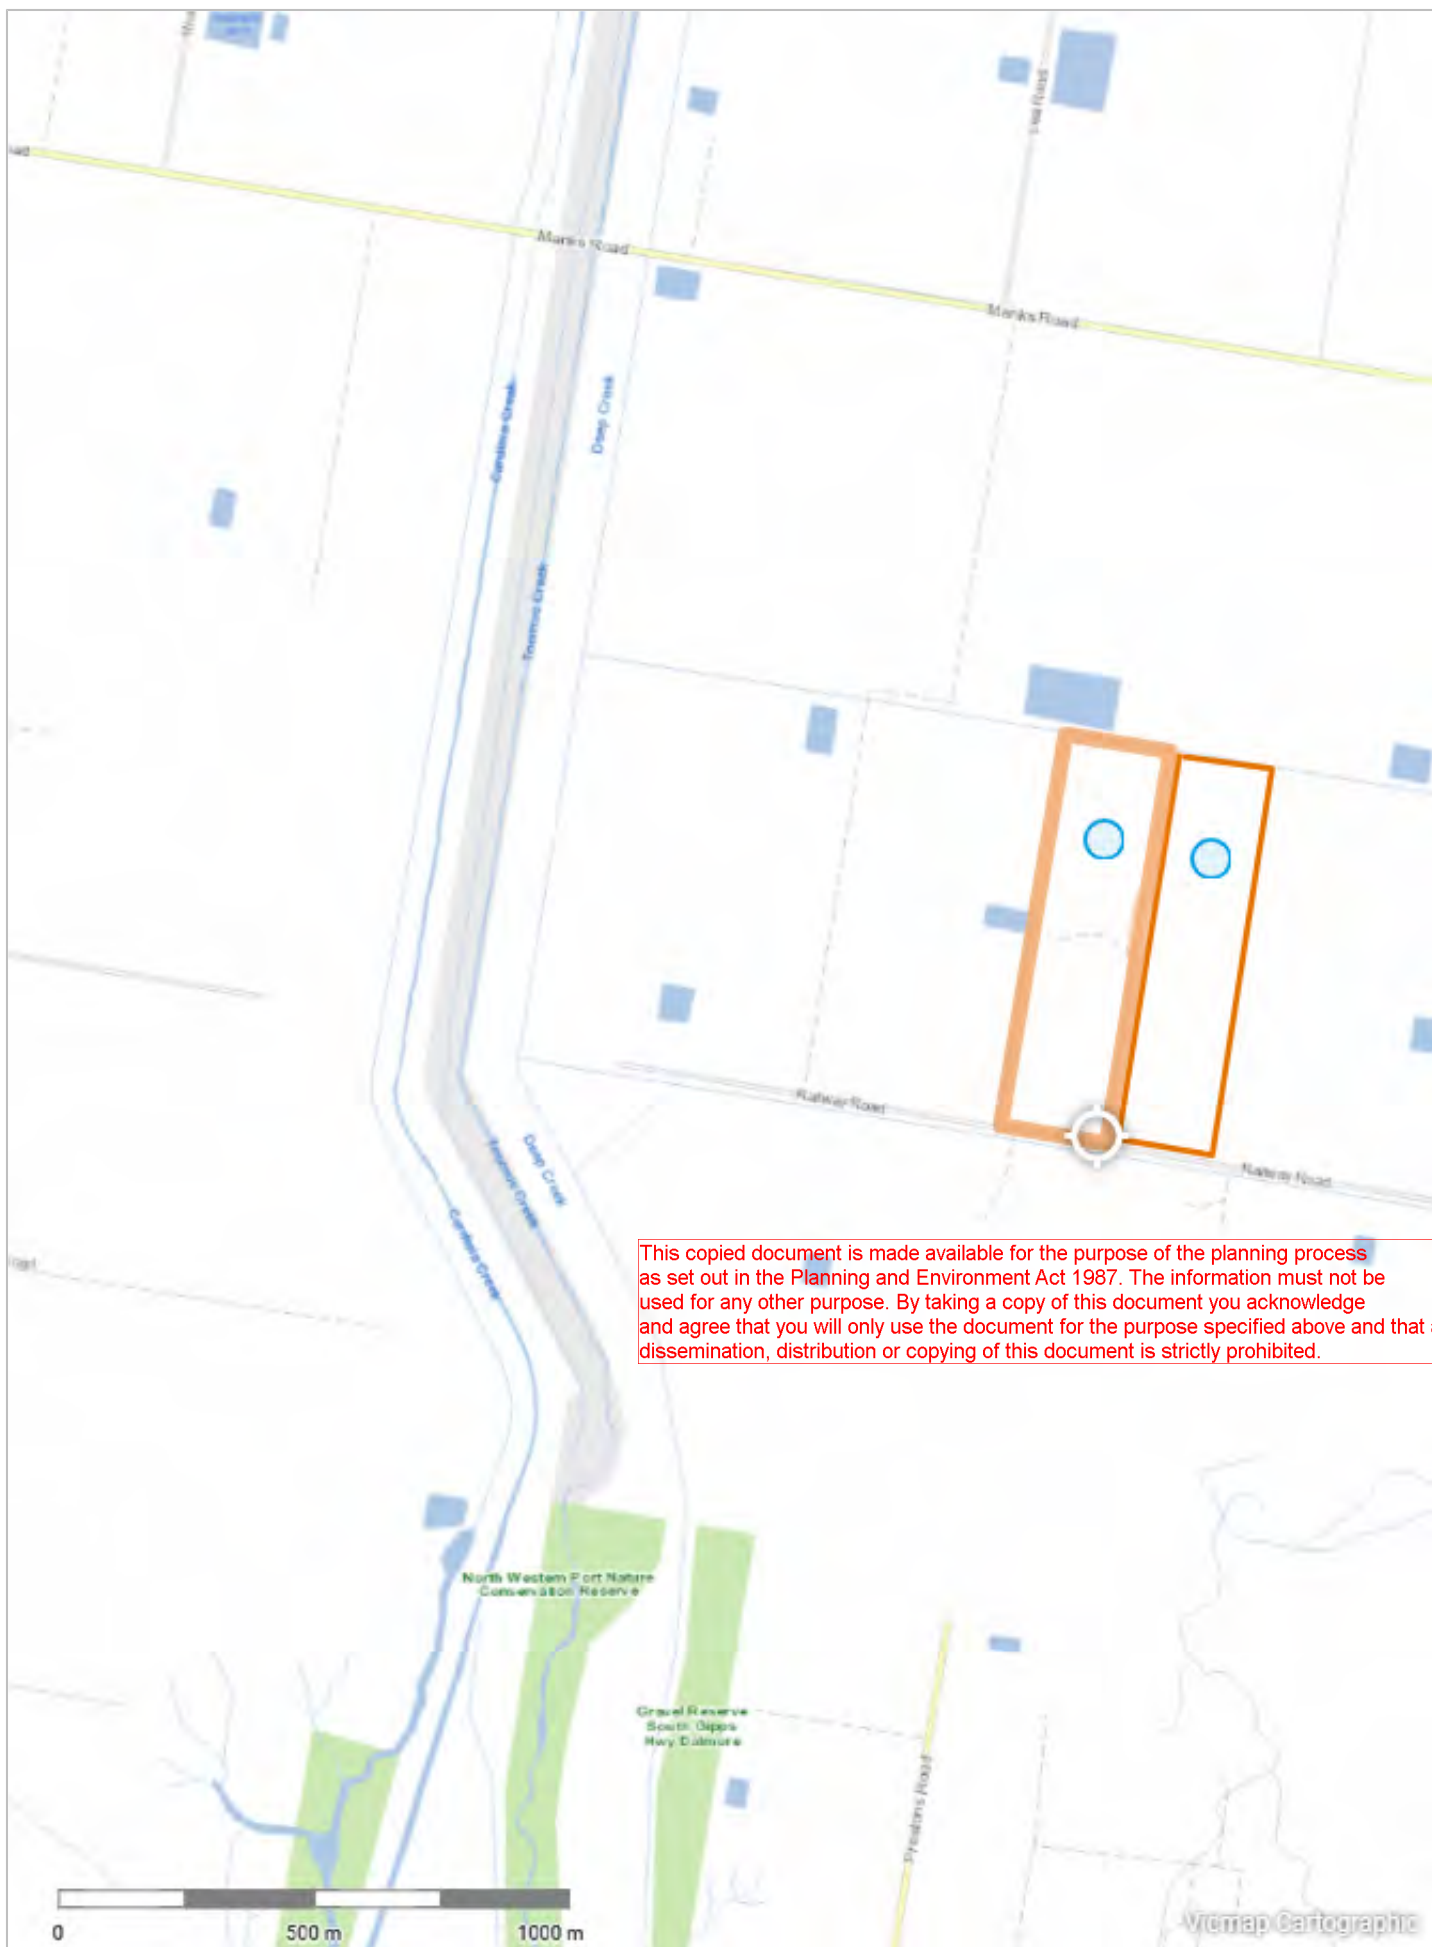 Manks Road
Manks Road
Cardinia Creek
Deep Creek
Toomuc Creek
Railway Road
Deep Creek
Toomuc Creek
Cardinia Creek
Railway Road
This copied document is made available for the purpose of the planning process
as set out in the Planning and Environment Act 1987. The information must not be
used for any other purpose. By taking a copy of this document you acknowledge
and agree that you will only use the document for the purpose specified above and that
dissemination, distribution or copying of this document is strictly prohibited.
North Western Port Nature
Conservation Reserve
Gravel Reserve
South Gipps
Hwy Dalmore
Prestons Road
0 500 m 1000 m
Vicmap Cartographic